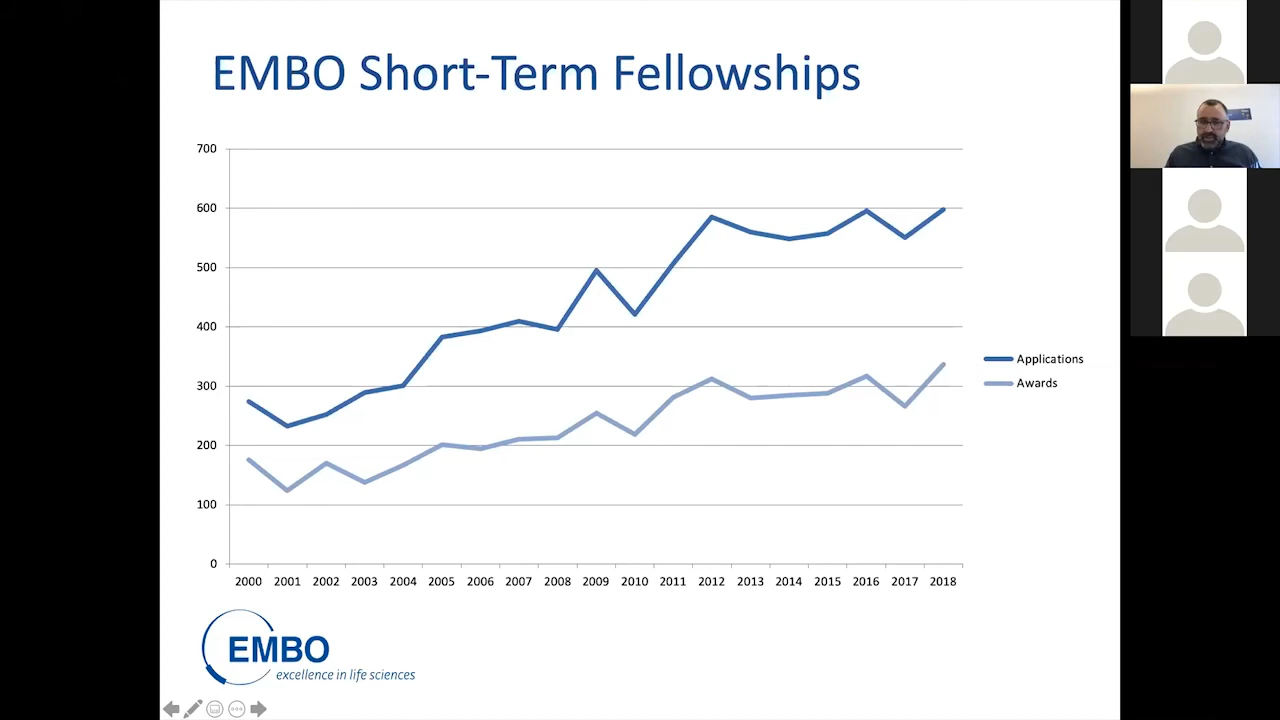 EMBO Short-Term Fellowships
700
600
500
400
300
200
100
0
2000 2001 2002 2003 2004 2005 2006 2007 2008 2009 2010 2011 2012 2013 2014 2015 2016 2017 2018
Applications
Awards
EMBO
excellence in life sciences